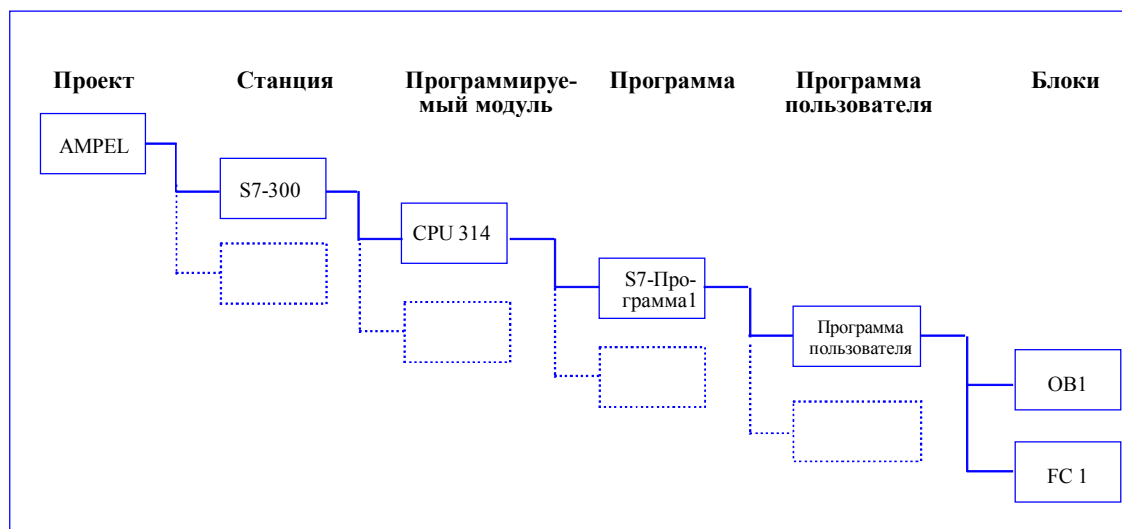 Проект
Станция
Программируе-
мый модуль
Программа
Программа
пользователя
Блоки
AMPEL
S7-300
CPU 314
S7-Про-
грамма1
Программа
пользователя
OB1
FC 1